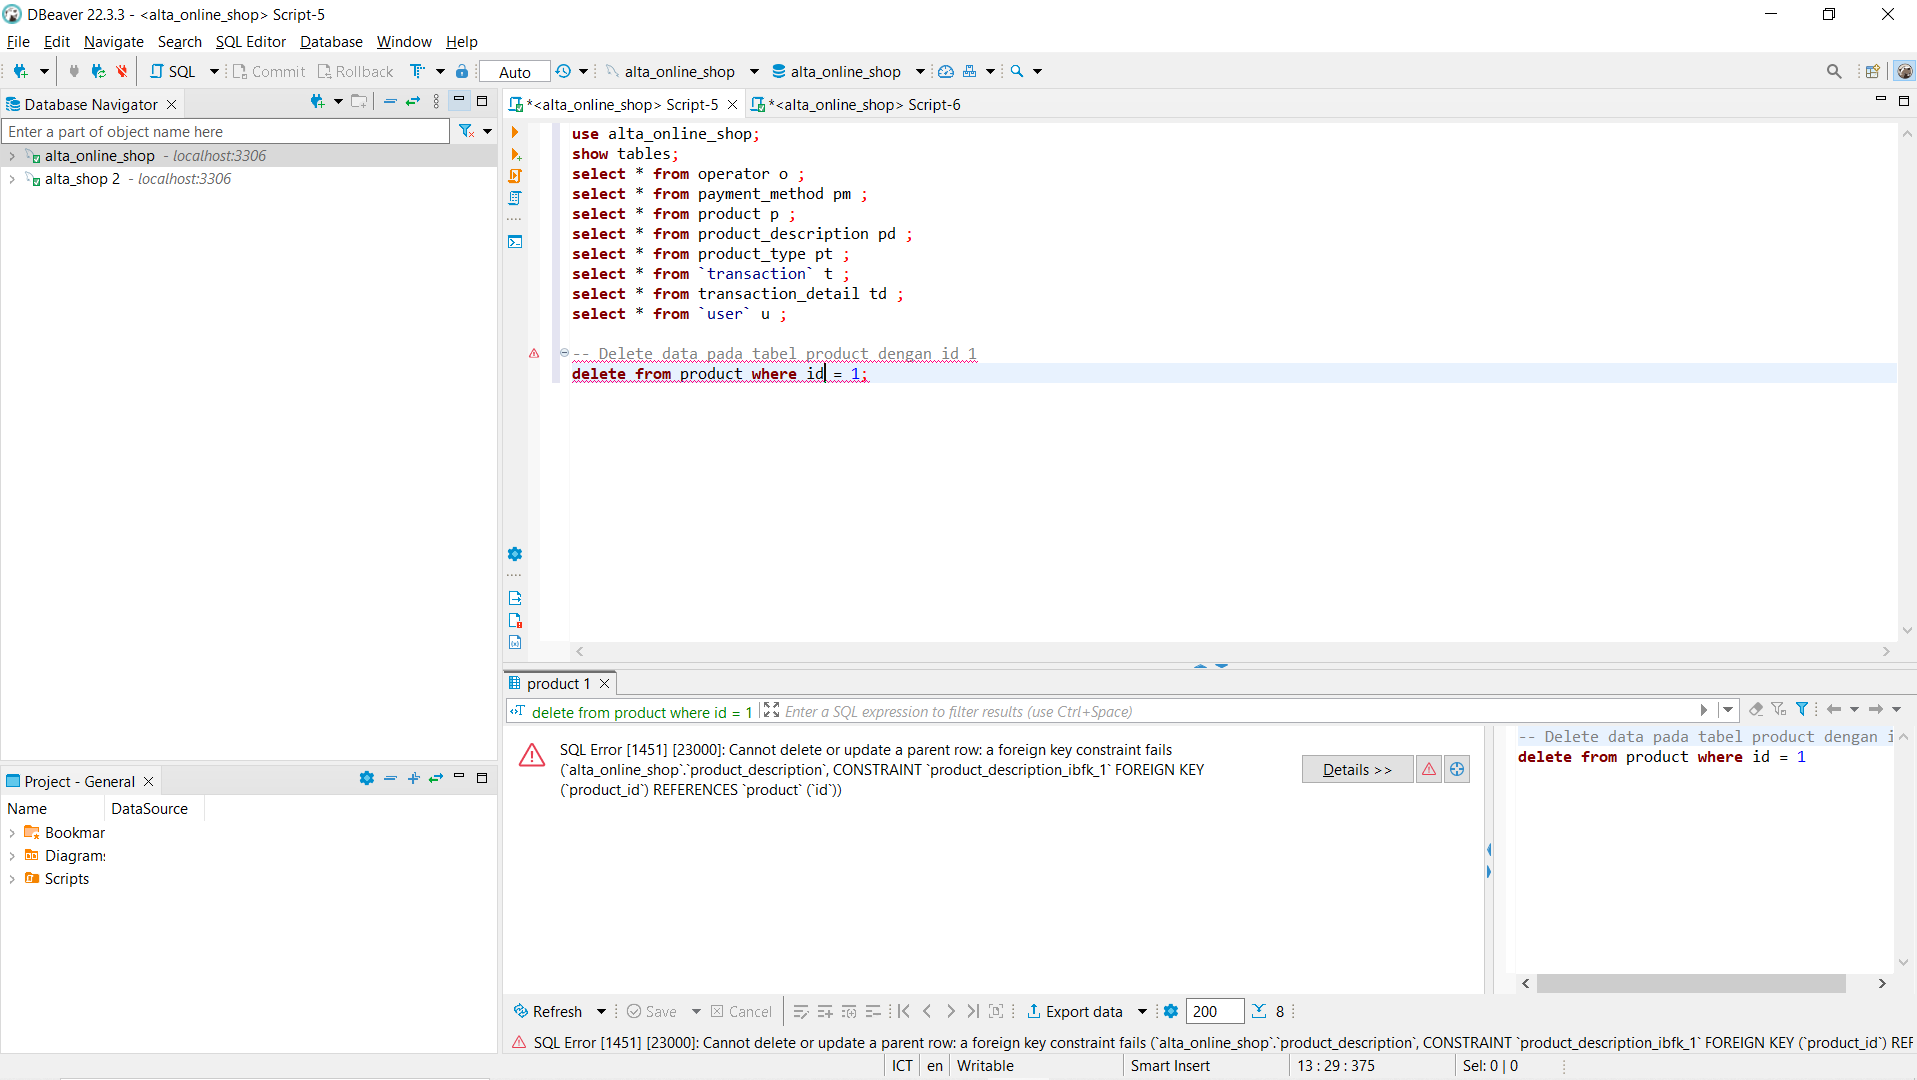 DBeaver 22.3.3 - <alta_online_shop> Script-5
File Edit Navigate Search SQL Editor Database Window Help
SQL Commit Rollback Auto alta_online_shop alta_online_shop
Database Navigator
Enter a part of object name here
alta_online_shop - localhost:3306
alta_shop 2 - localhost:3306
*<alta_online_shop> Script-5 *<alta_online_shop> Script-6
use alta_online_shop;
show tables;
select * from operator o ;
select * from payment_method pm ;
select * from product p ;
select * from product_description pd ;
select * from product_type pt ;
select * from `transaction` t ;
select * from transaction_detail td ;
select * from `user` u ;
-- Delete data pada tabel product dengan id 1
delete from product where id = 1;
Project - General
Name DataSource
Bookmar
Diagrams
Scripts
product 1
delete from product where id = 1 Enter a SQL expression to filter results (use Ctrl+Space)
SQL Error [1451] [23000]: Cannot delete or update a parent row: a foreign key constraint fails
(`alta_online_shop`.`product_description`, CONSTRAINT `product_description_ibfk_1` FOREIGN KEY
(`product_id`) REFERENCES `product` (`id`))
Details >>
-- Delete data pada tabel product dengan i
delete from product where id = 1
Refresh Save Cancel Export data 200 8
SQL Error [1451] [23000]: Cannot delete or update a parent row: a foreign key constraint fails (`alta_online_shop`.`product_description`, CONSTRAINT `product_description_ibfk_1` FOREIGN KEY (`product_id`) REF
ICT en Writable Smart Insert 13 : 29 : 375 Sel: 0 | 0